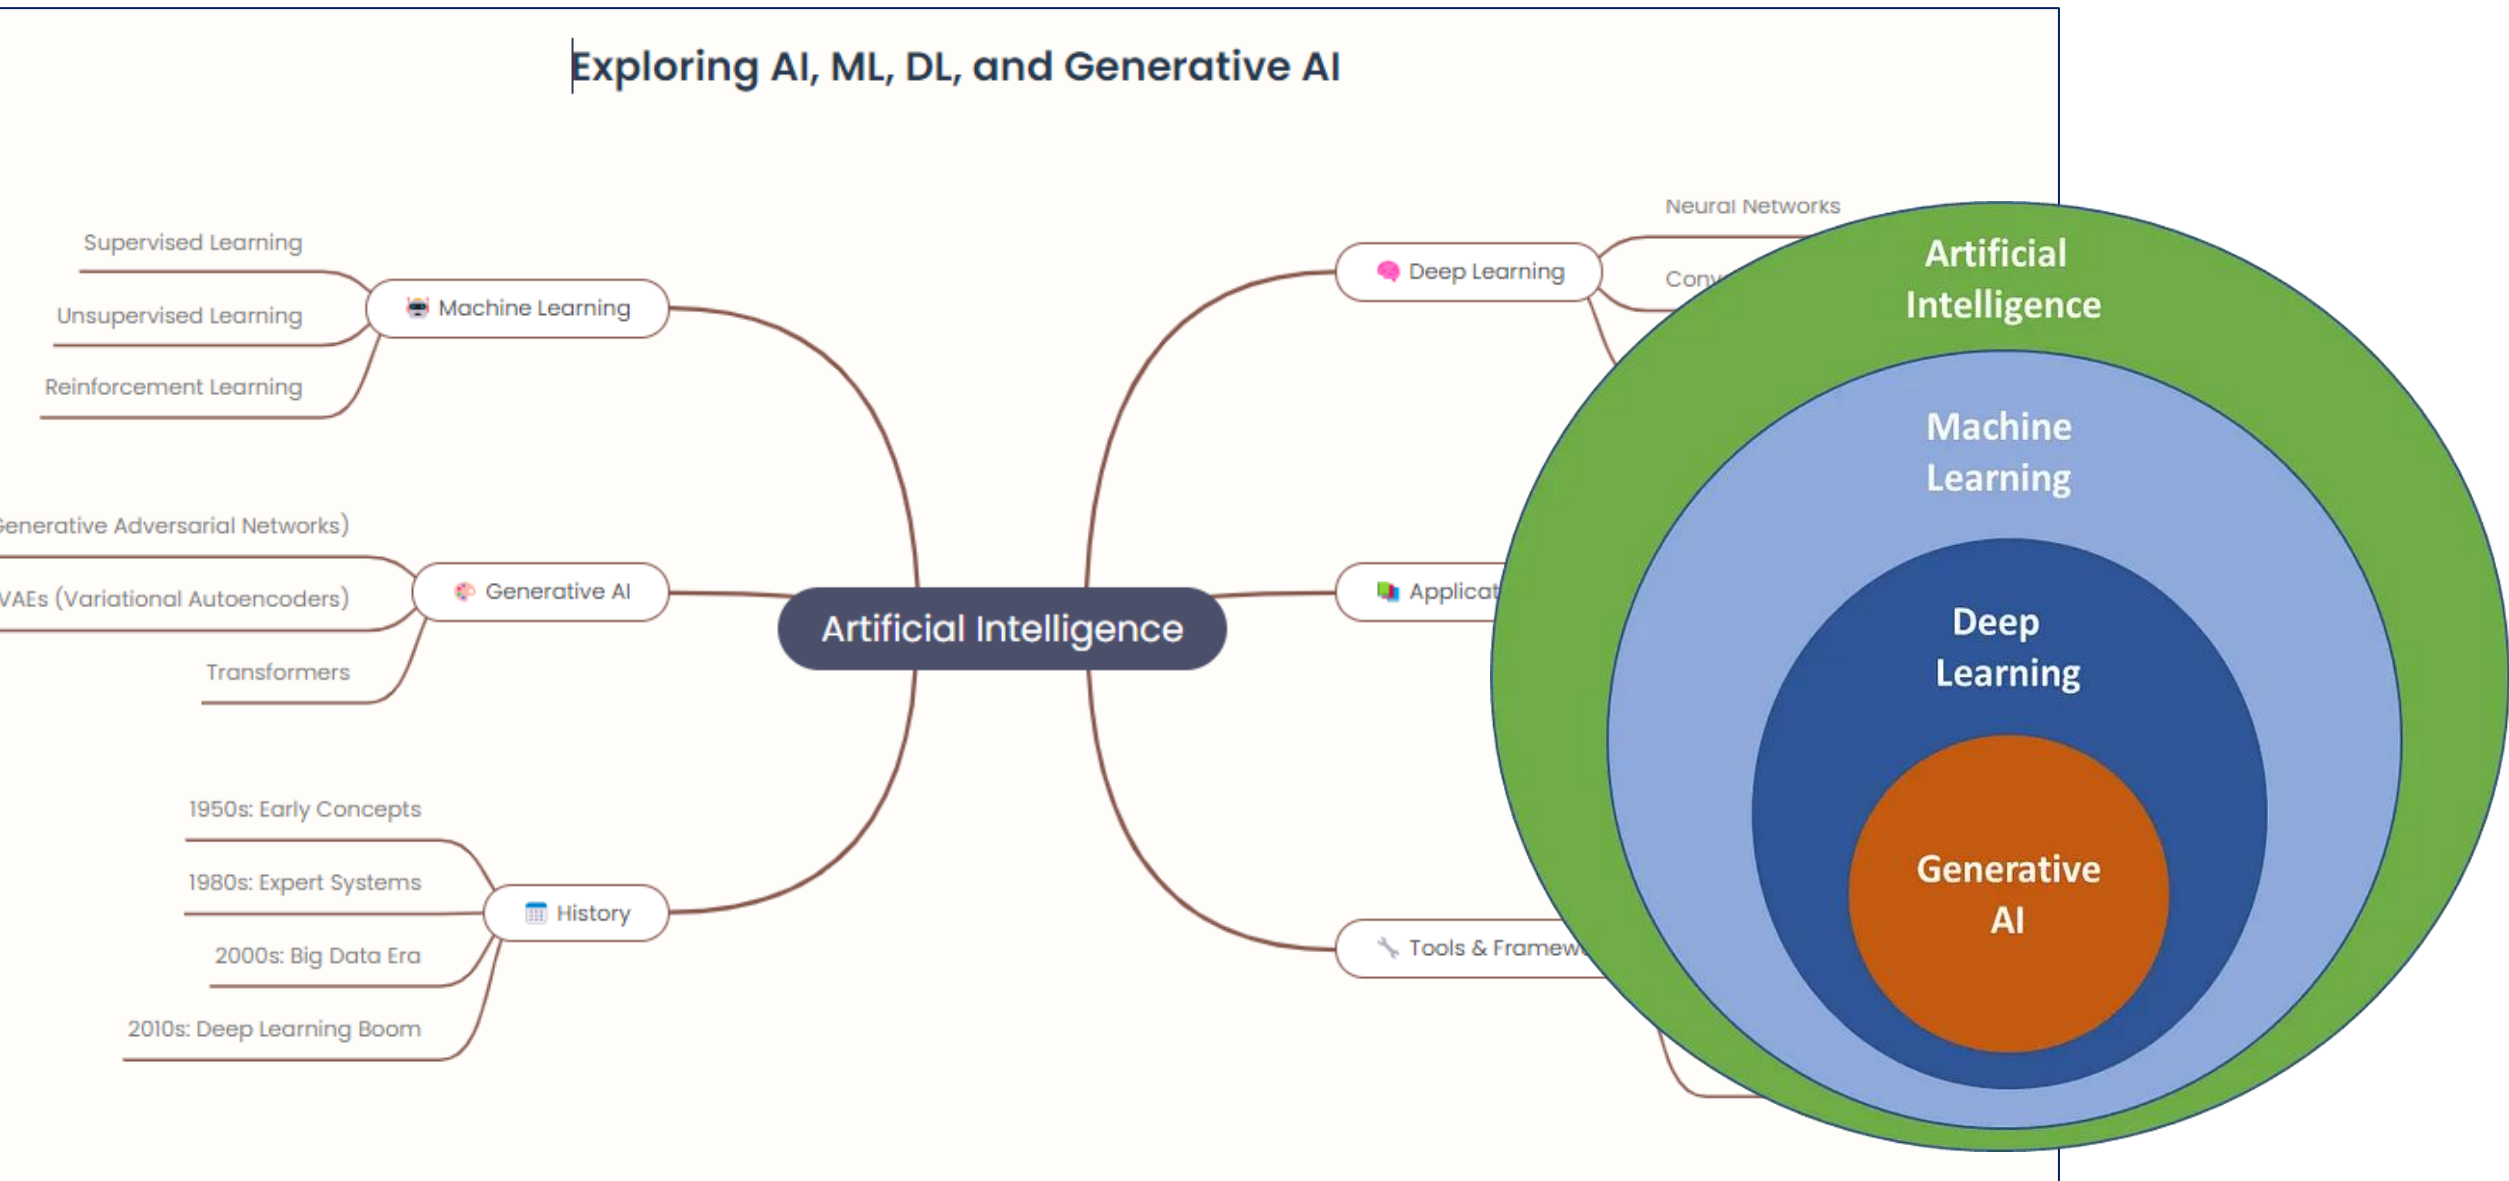 Exploring AI, ML, DL, and Generative AI
Supervised Learning
Unsupervised Learning
Reinforcement Learning
Machine Learning
Generative Adversarial Networks)
VAEs (Variational Autoencoders)
Transformers
Generative AI
1950s: Early Concepts
1980s: Expert Systems
2000s: Big Data Era
2010s: Deep Learning Boom
History
Artificial Intelligence
Deep Learning
Neural Networks
Tools &
Artificial
Intelligence
Machine
Learning
Deep
Learning
Generative
AI